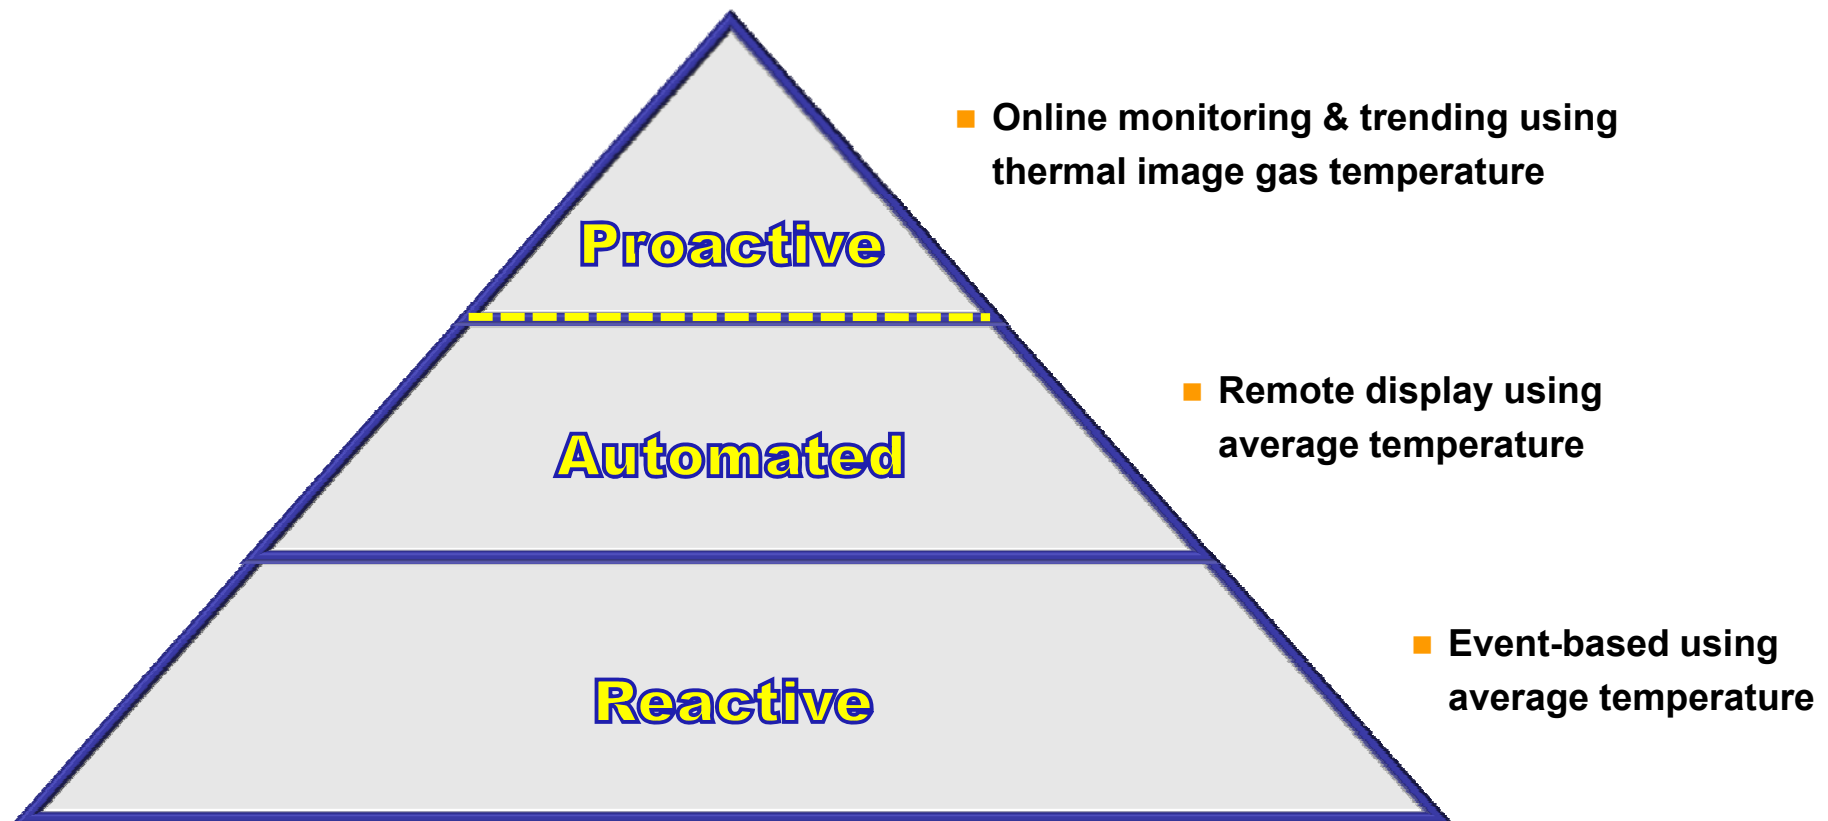 Online monitoring & trending using
thermal image gas temperature
Proactive
Remote display using
average temperature
Automated
Event-based using
average temperature
Reactive